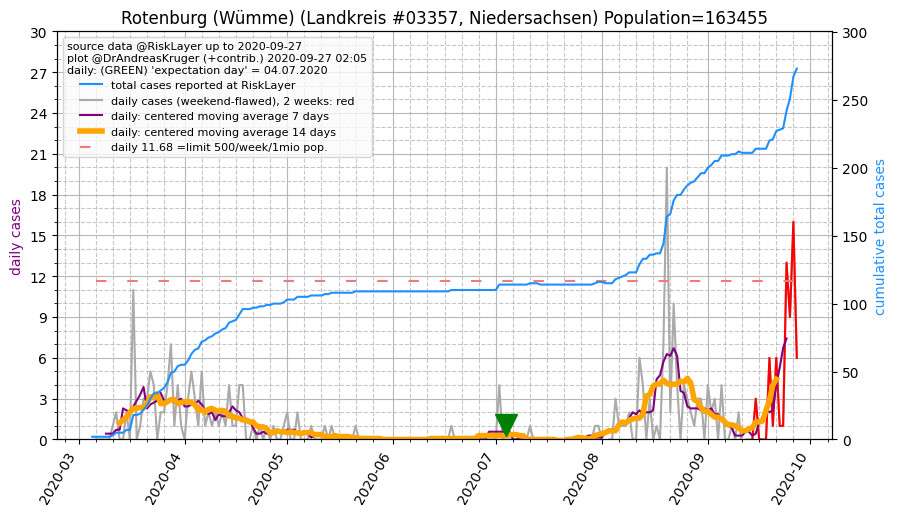 Rotenburg (Wümme) (Landkreis #03357, Niedersachsen) Population=163455
source data @RiskLayer up to 2020-09-27
plot @DrAndreasKruger (+contrib.) 2020-09-27 02:05
daily: (GREEN) 'expectation day' = 04.07.2020
total cases reported at RiskLayer
daily cases (weekend-flawed), 2 weeks: red
daily: centered moving average 7 days
daily: centered moving average 14 days
daily 11.68 =limit 500/week/1mio pop.
daily cases
30
27
24
21
18
15
12
9
6
3
0
300
250
200
150
100
50
0
cumulative total cases
2020-03
2020-04
2020-05
2020-06
2020-07
2020-08
2020-09
2020-10